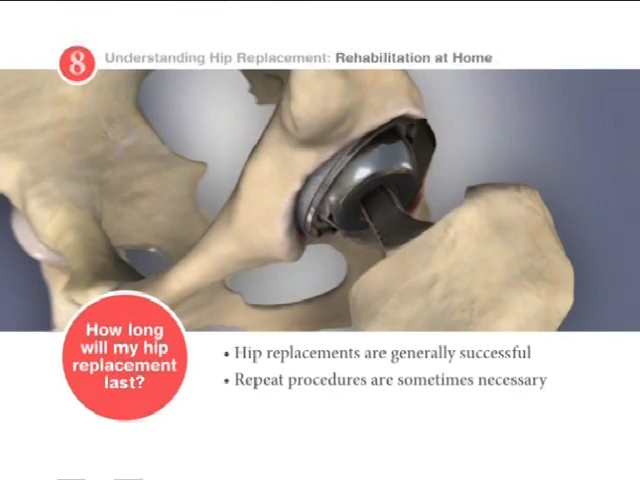 8
Understanding Hip Replacement: Rehabilitation at Home
How long
will my hip
replacement
last?
• Hip replacements are generally successful
• Repeat procedures are sometimes necessary